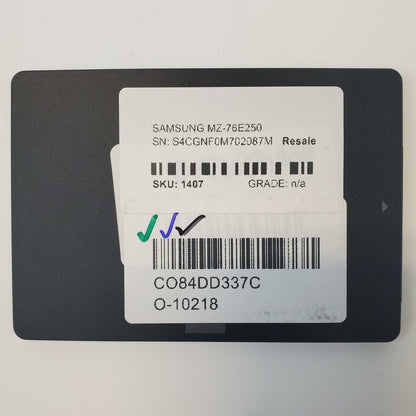 SAMSUNG MZ-76E250
SN: S4CGNF0M702087M Resale
SKU: 1407 GRADE: n/a
CO84DD337C
O-10218